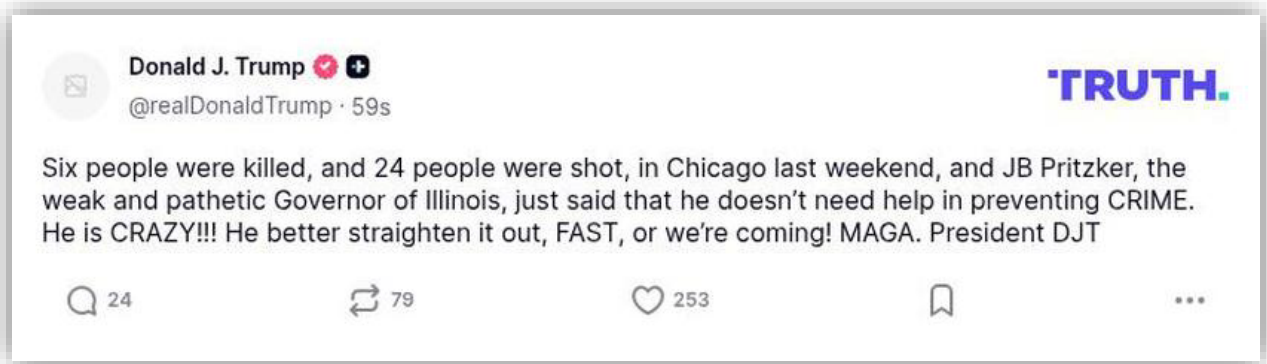 Donald J. Trump
TRUTH.
@realDonaldTrump · 59s
Six people were killed, and 24 people were shot, in Chicago last weekend, and JB Pritzker, the
weak and pathetic Governor of Illinois, just said that he doesn’t need help in preventing CRIME.
He is CRAZY!!! He better straighten it out, FAST, or we’re coming! MAGA. President DJT
24 79 253